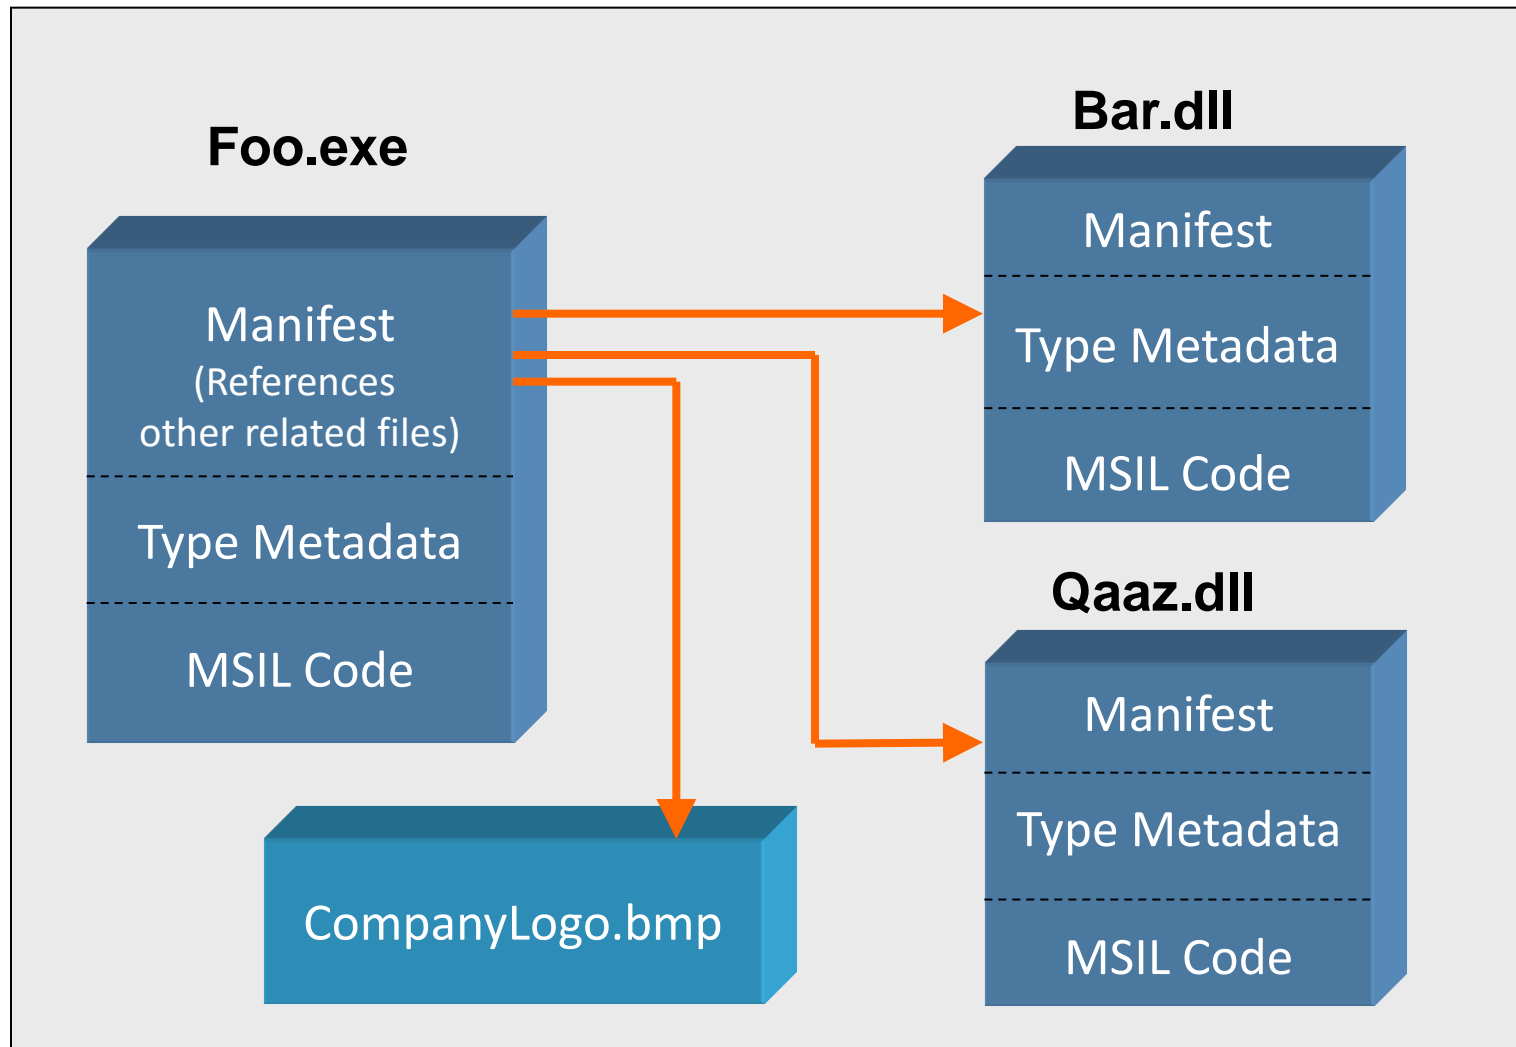 Foo.exe
Manifest
(References
other related files)
Type Metadata
MSIL Code
CompanyLogo.bmp
Bar.dll
Manifest
Type Metadata
MSIL Code
Qaaz.dll
Manifest
Type Metadata
MSIL Code